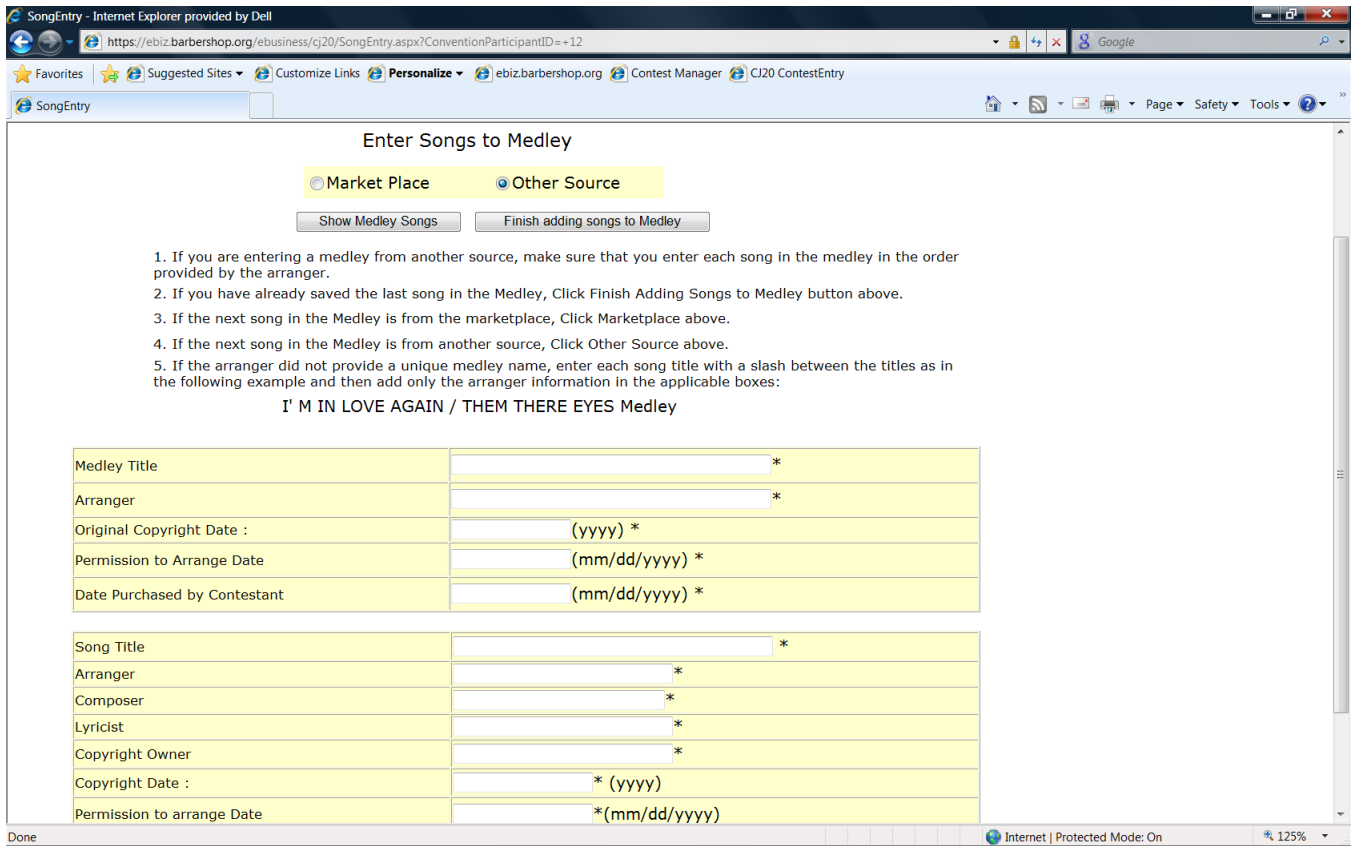 SongEntry - Internet Explorer provided by Dell
https://ebiz.barbershop.org/ebusiness/cj20/SongEntry.aspx?ConventionParticipantID=+12
Google
Favorites Suggested Sites Customize Links Personalize ebiz.barbershop.org Contest Manager CJ20 ContestEntry
SongEntry Page Safety Tools
Enter Songs to Medley
Market Place Other Source
Show Medley Songs Finish adding songs to Medley
1. If you are entering a medley from another source, make sure that you enter each song in the medley in the order
provided by the arranger.
2. If you have already saved the last song in the Medley, Click Finish Adding Songs to Medley button above.
3. If the next song in the Medley is from the marketplace, Click Marketplace above.
4. If the next song in the Medley is from another source, Click Other Source above.
5. If the arranger did not provide a unique medley name, enter each song title with a slash between the titles as in
the following example and then add only the arranger information in the applicable boxes:
I' M IN LOVE AGAIN / THEM THERE EYES Medley
Medley Title *
Arranger *
Original Copyright Date : (yyyy) *
Permission to Arrange Date (mm/dd/yyyy) *
Date Purchased by Contestant (mm/dd/yyyy) *
Song Title *
Arranger *
Composer *
Lyricist *
Copyright Owner *
Copyright Date : * (yyyy)
Permission to arrange Date *(mm/dd/yyyy)
Done Internet | Protected Mode: On 125%